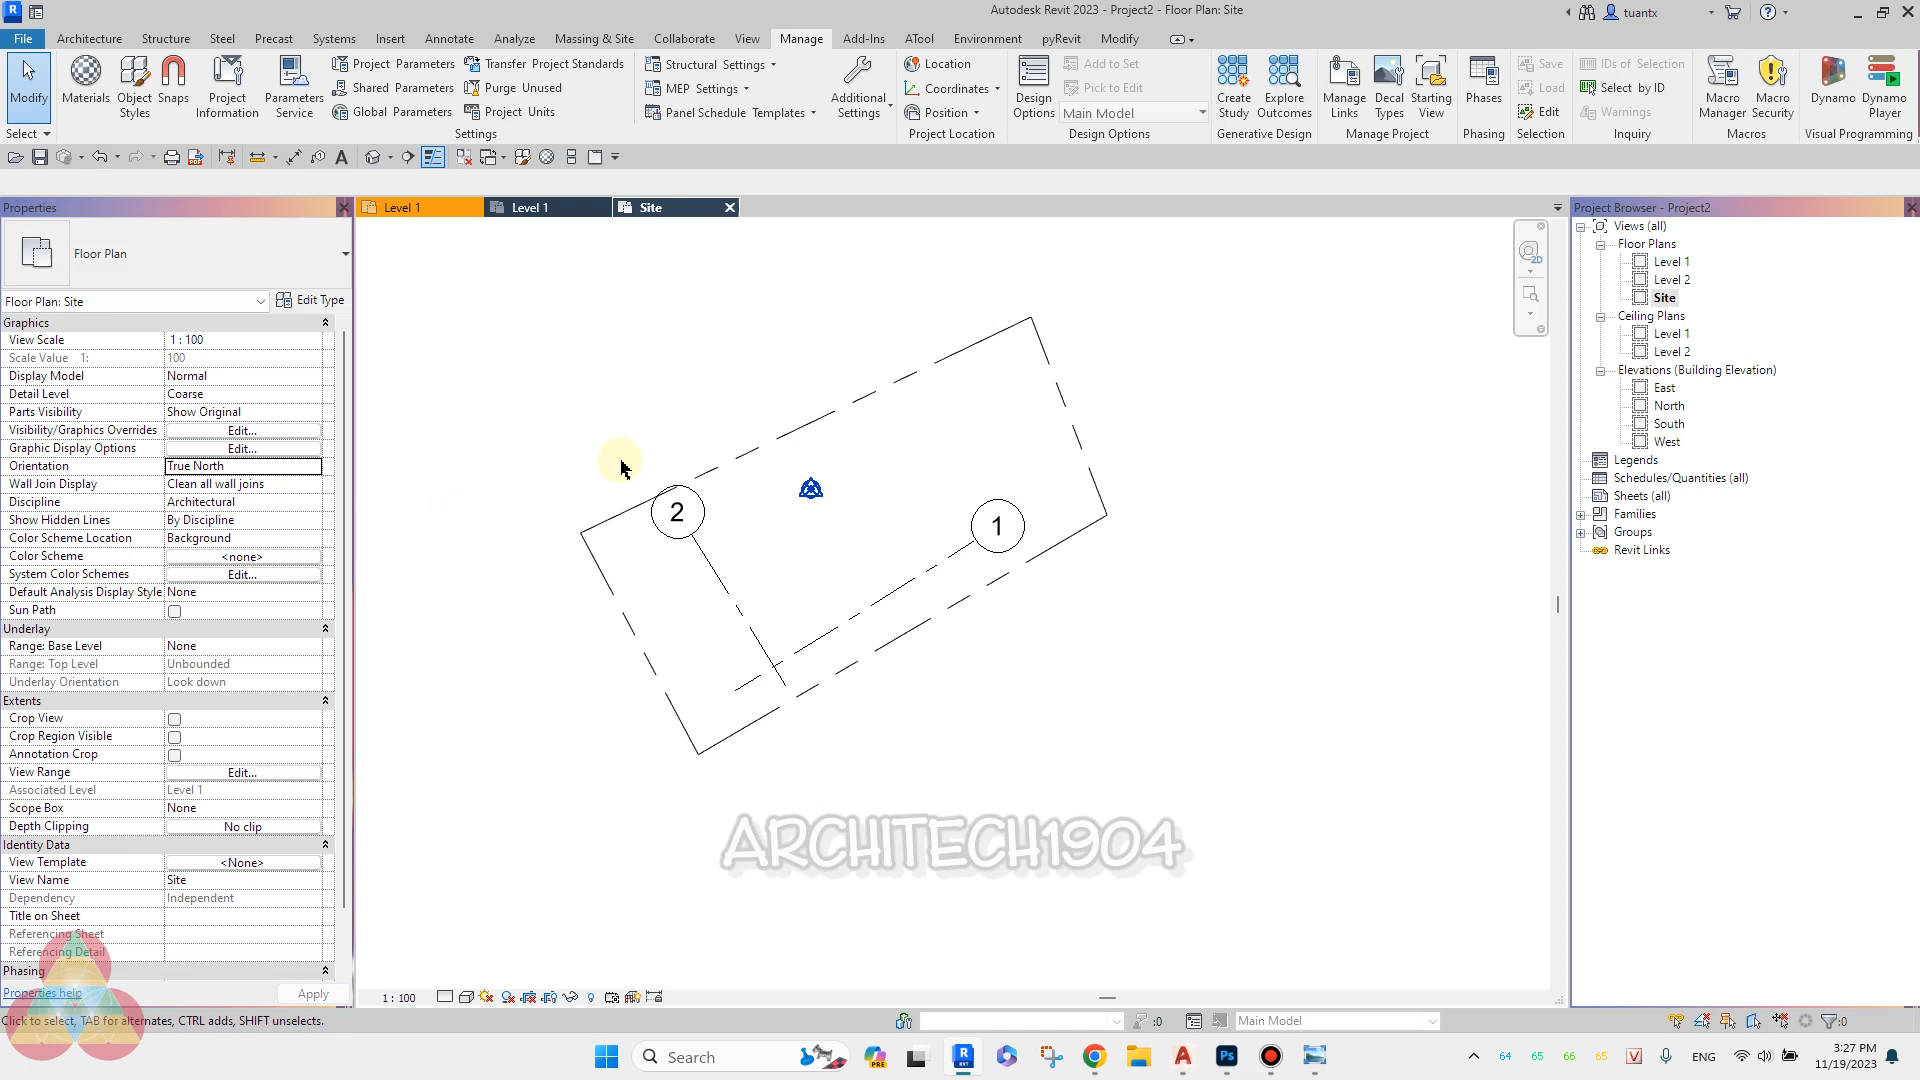 Autodesk Revit 2023 - Project2 - Floor Plan: Site
tuantx
File Architecture Structure Steel Precast Systems Insert Annotate Analyze Massing & Site Collaborate View Manage Add-Ins ATool Environment pyRevit Modify
Modify
Select
Materials
Object Styles
Snaps
Project Information
Parameters Service
Project Parameters
Shared Parameters
Global Parameters
Transfer Project Standards
Purge Unused
Project Units
Settings
Structural Settings
MEP Settings
Panel Schedule Templates
Additional Settings
Location
Coordinates
Position
Project Location
Design Options
Add to Set
Pick to Edit
Main Model
Design Options
Create Study
Explore Outcomes
Generative Design
Manage Links
Decal Types
Starting View
Manage Project
Phases
Phasing
Save
Load
Edit
Selection
IDs of Selection
Select by ID
Warnings
Inquiry
Macro Manager
Macro Security
Macros
Dynamo
Dynamo Player
Visual Programming
Properties
Floor Plan
Floor Plan: Site
Edit Type
Graphics
View Scale 1 : 100
Scale Value 1: 100
Display Model Normal
Detail Level Coarse
Parts Visibility Show Original
Visibility/Graphics Overrides Edit...
Graphic Display Options Edit...
Orientation True North
Wall Join Display Clean all wall joins
Discipline Architectural
Show Hidden Lines By Discipline
Color Scheme Location Background
Color Scheme <none>
System Color Schemes Edit...
Default Analysis Display Style None
Sun Path
Underlay
Range: Base Level None
Range: Top Level Unbounded
Underlay Orientation Look down
Extents
Crop View
Crop Region Visible
Annotation Crop
View Range Edit...
Associated Level Level 1
Scope Box None
Depth Clipping No clip
Identity Data
View Template <None>
View Name Site
Dependency Independent
Title on Sheet
Referencing Sheet
Referencing Detail
Phasing
Properties help
Apply
Level 1
Level 1
Site
2D
2
1
ARCHITECH1904
1 : 100
Project Browser - Project2
Views (all)
Floor Plans
Level 1
Level 2
Site
Ceiling Plans
Level 1
Level 2
Elevations (Building Elevation)
East
North
South
West
Legends
Schedules/Quantities (all)
Sheets (all)
Families
Groups
Revit Links
Click to select, TAB for alternates, CTRL adds, SHIFT unselects.
:0
Main Model
:0
Search
64 65 66 65
ENG
3:27 PM
11/19/2023